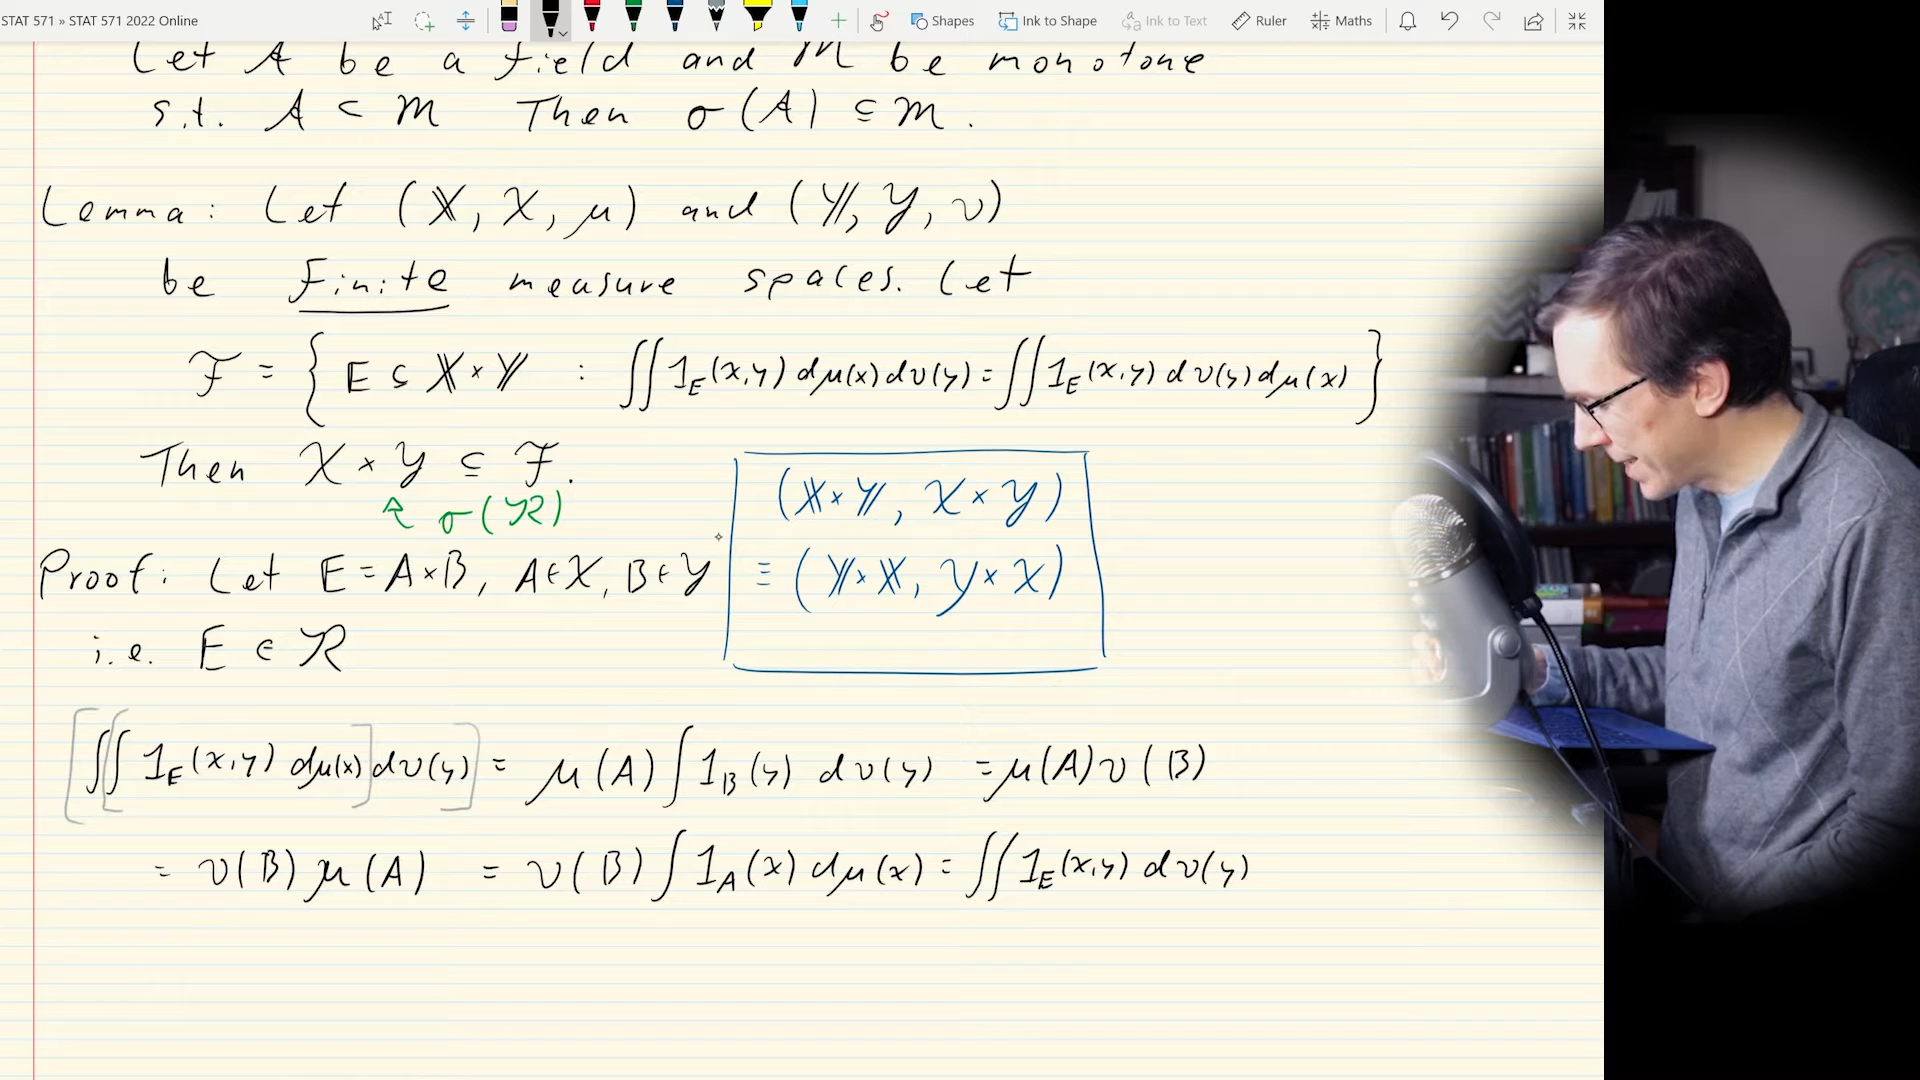 STAT 571 » STAT 571 2022 Online
Shapes Ink to Shape Ink to Text Ruler Maths
Let A be a field and M be monotone
s.t. A ⊂ M Then σ(A) ⊆ M.
Lemma: Let (𝕏, X, μ) and (𝕐, Y, ν)
be finite measure spaces. Let
F = { E ⊆ 𝕏×𝕐 : ∬ 1_E(x,y) dμ(x)dν(y) = ∬ 1_E(x,y) dν(y)dμ(x) }
Then X × Y ⊆ F.
σ(R)
(𝕏×𝕐, X×Y)
≡ (𝕐×𝕏, Y×X)
Proof: Let E = A×B, A∈X, B∈Y
i.e. E ∈ R
[∫[∫ 1_E(x,y) dμ(x)]dν(y)] = μ(A)∫1_B(y) dν(y) = μ(A)ν(B)
= ν(B)μ(A) = ν(B)∫1_A(x)dμ(x) = ∬1_E(x,y)dν(y)